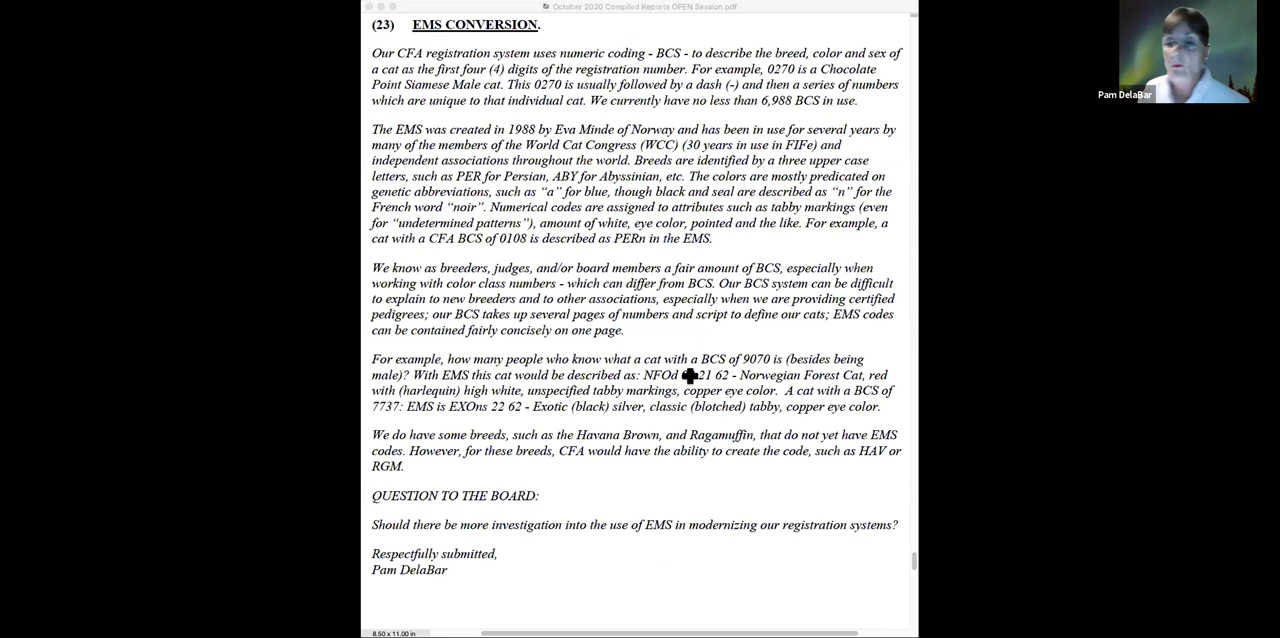 October 2020 Compiled Reports OPEN Session.pdf
(23) EMS CONVERSION.
Our CFA registration system uses numeric coding - BCS - to describe the breed, color and sex of
a cat as the first four (4) digits of the registration number. For example, 0270 is a Chocolate
Point Siamese Male cat. This 0270 is usually followed by a dash (-) and then a series of numbers
which are unique to that individual cat. We currently have no less than 6,988 BCS in use.
The EMS was created in 1988 by Eva Minde of Norway and has been in use for several years by
many of the members of the World Cat Congress (WCC) (30 years in use in FIFe) and
independent associations throughout the world. Breeds are identified by a three upper case
letters, such as PER for Persian, ABY for Abyssinian, etc. The colors are mostly predicated on
genetic abbreviations, such as “a” for blue, though black and seal are described as “n” for the
French word “noir”. Numerical codes are assigned to attributes such as tabby markings (even
for “undetermined patterns”), amount of white, eye color, pointed and the like. For example, a
cat with a CFA BCS of 0108 is described as PERn in the EMS.
We know as breeders, judges, and/or board members a fair amount of BCS, especially when
working with color class numbers - which can differ from BCS. Our BCS system can be difficult
to explain to new breeders and to other associations, especially when we are providing certified
pedigrees; our BCS takes up several pages of numbers and script to define our cats; EMS codes
can be contained fairly concisely on one page.
For example, how many people who know what a cat with a BCS of 9070 is (besides being
male)? With EMS this cat would be described as: NFOd 21 62 - Norwegian Forest Cat, red
with (harlequin) high white, unspecified tabby markings, copper eye color. A cat with a BCS of
7737: EMS is EXOns 22 62 - Exotic (black) silver, classic (blotched) tabby, copper eye color.
We do have some breeds, such as the Havana Brown, and Ragamuffin, that do not yet have EMS
codes. However, for these breeds, CFA would have the ability to create the code, such as HAV or
RGM.
QUESTION TO THE BOARD:
Should there be more investigation into the use of EMS in modernizing our registration systems?
Respectfully submitted,
Pam DelaBar
8.50 x 11.00 in
Pam DelaBar